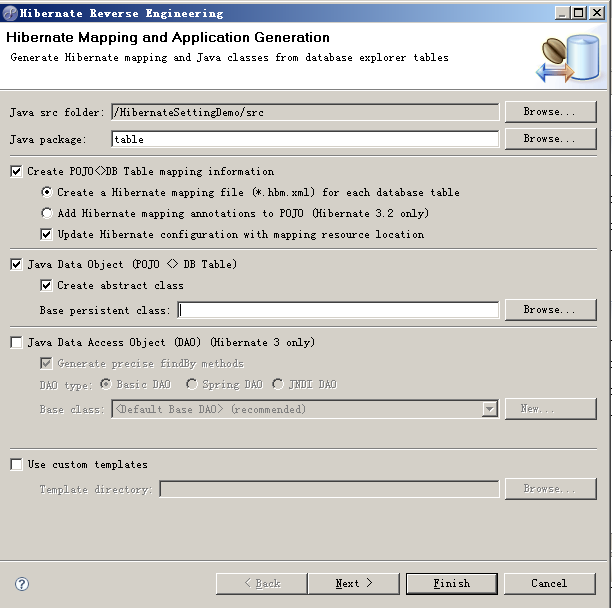 Hibernate Reverse Engineering
Hibernate Mapping and Application Generation
Generate Hibernate mapping and Java classes from database explorer tables
Java src folder: /HibernateSettingDemo/src Browse...
Java package: table Browse...
Create POJO<>DB Table mapping information
Create a Hibernate mapping file (*.hbm.xml) for each database table
Add Hibernate mapping annotations to POJO (Hibernate 3.2 only)
Update Hibernate configuration with mapping resource location
Java Data Object (POJO <> DB Table)
Create abstract class
Base persistent class: Browse...
Java Data Access Object (DAO) (Hibernate 3 only)
Generate precise findBy methods
DAO type: Basic DAO Spring DAO JNDI DAO
Base class: <Default Base DAO> (recommended) New...
Use custom templates
Template directory: Browse...
? < Back Next > Finish Cancel